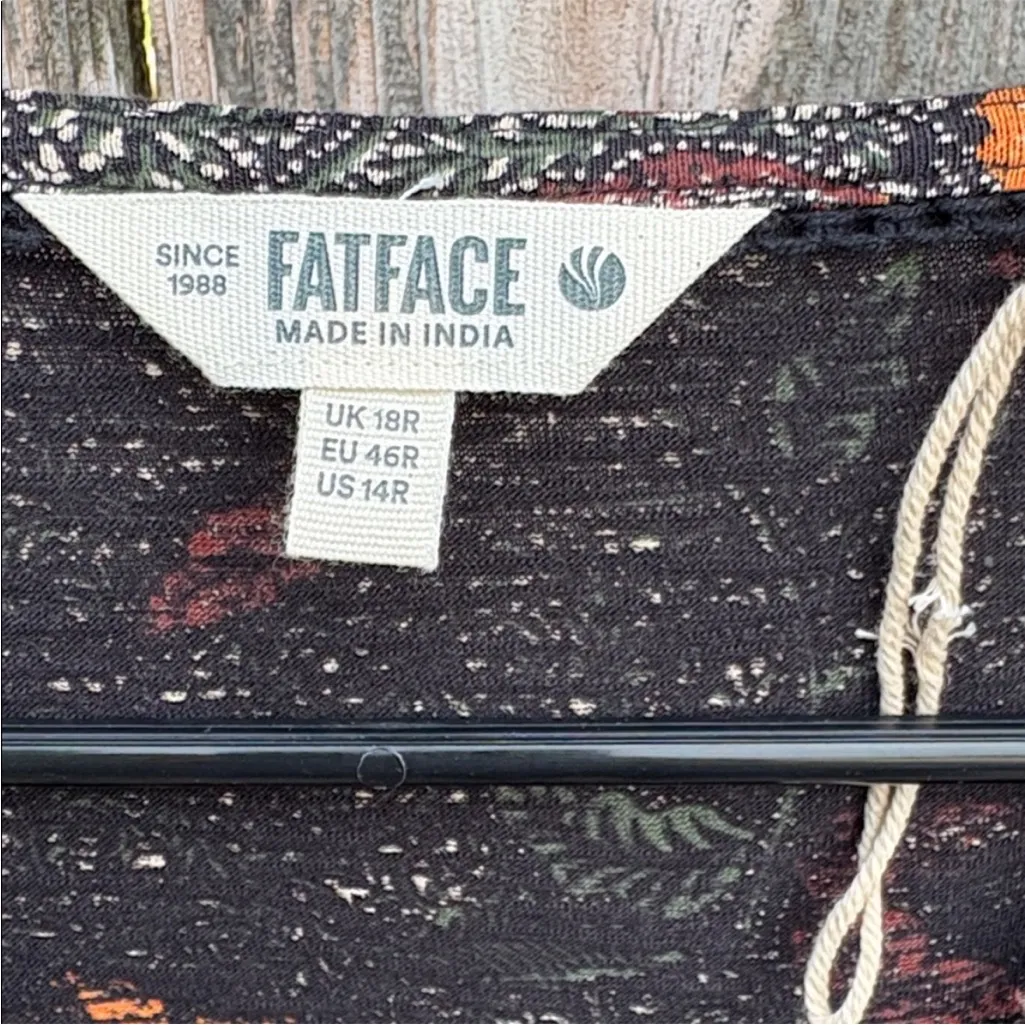 SINCE
1988
FATFACE
MADE IN INDIA
UK 18R
EU 46R
US 14R